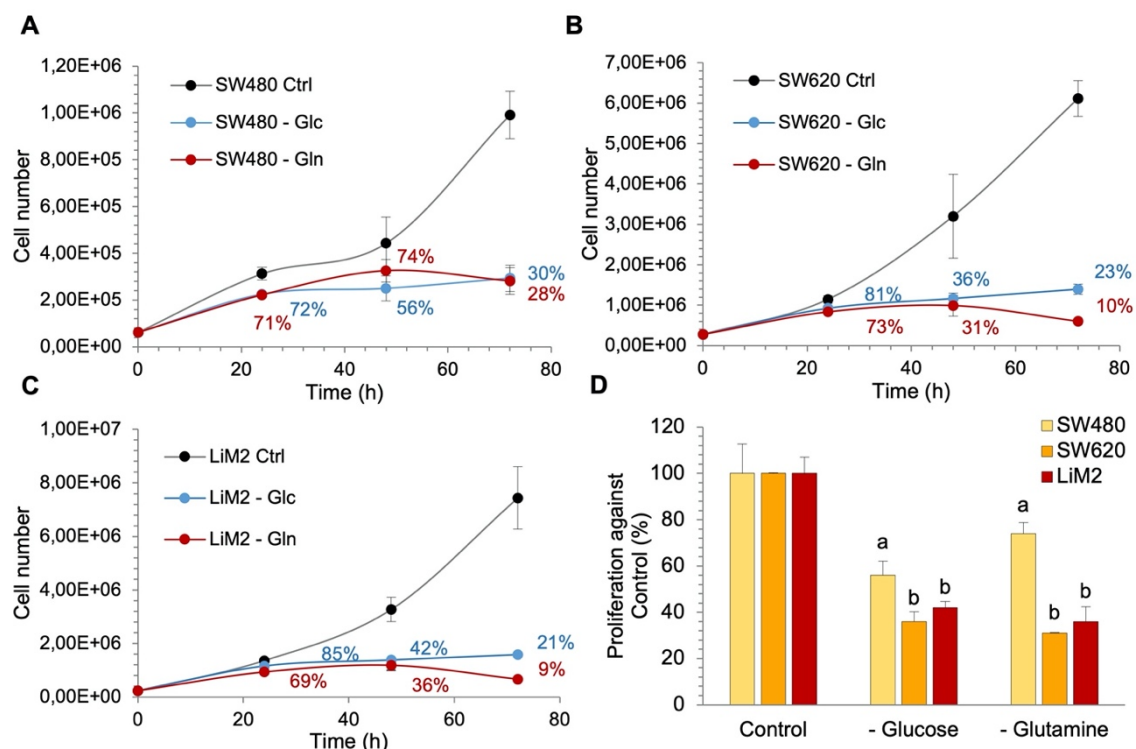 A
1,20E+06
1,00E+06
8,00E+05
6,00E+05
4,00E+05
2,00E+05
0,00E+00
Cell number
SW480 Ctrl
SW480 - Glc
SW480 - Gln
74%
30%
28%
72%
56%
71%
0
20
40
60
80
Time (h)
B
7,00E+06
6,00E+06
5,00E+06
4,00E+06
3,00E+06
2,00E+06
1,00E+06
0,00E+00
Cell number
SW620 Ctrl
SW620 - Glc
SW620 - Gln
81%
36%
23%
10%
73%
31%
0
20
40
60
80
Time (h)
C
1,00E+07
8,00E+06
6,00E+06
4,00E+06
2,00E+06
0,00E+00
Cell number
LiM2 Ctrl
LiM2 - Glc
LiM2 - Gln
85%
42%
21%
9%
69%
36%
0
20
40
60
80
Time (h)
D
120
100
80
60
40
20
0
Proliferation against
Control (%)
SW480
SW620
LiM2
a
b
b
a
b
b
Control
- Glucose
- Glutamine